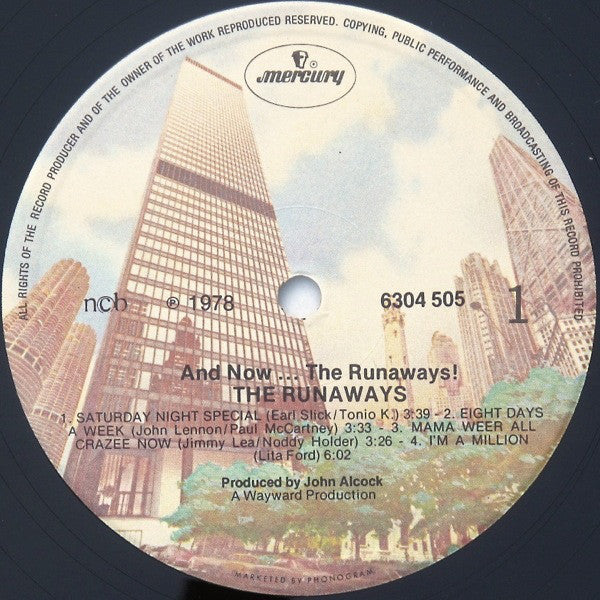 ALL RIGHTS OF THE RECORD PRODUCER AND OF THE OWNER OF THE WORK REPRODUCED RESERVED. COPYING, PUBLIC PERFORMANCE AND BROADCASTING OF THIS RECORD PROHIBITED
mercury
ncb ℗ 1978 6304 505 1
And Now ... The Runaways!
THE RUNAWAYS
1. SATURDAY NIGHT SPECIAL (Earl Slick/Tonio K.) 3:39 - 2. EIGHT DAYS
A WEEK (John Lennon/Paul McCartney) 3:33 - 3. MAMA WEER ALL
CRAZEE NOW (Jimmy Lea/Noddy Holder) 3:26 - 4. I'M A MILLION
(Lita Ford) 6:02
Produced by John Alcock
A Wayward Production
MARKETED BY PHONOGRAM